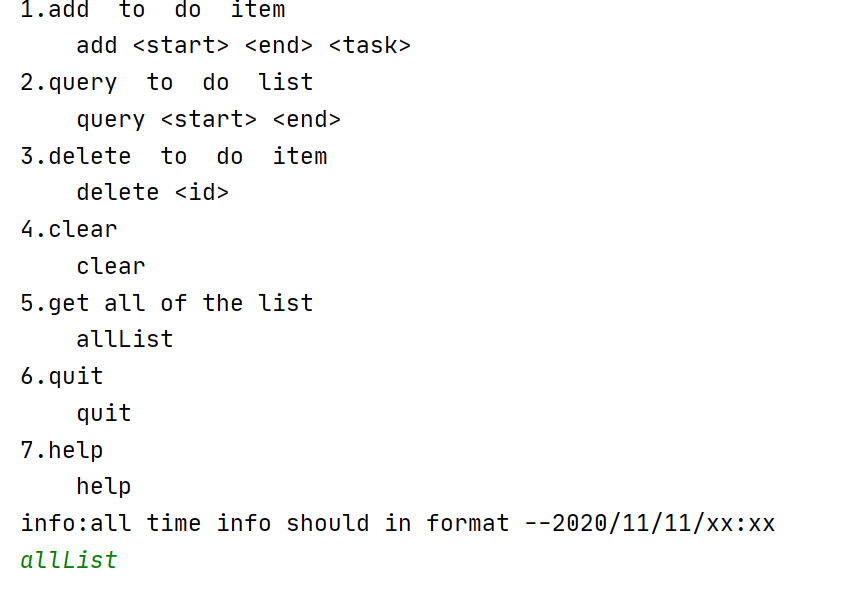 1.add  to  do  item
    add <start> <end> <task>
2.query  to  do  list
    query <start> <end>
3.delete  to  do  item
    delete <id>
4.clear
    clear
5.get all of the list
    allList
6.quit
    quit
7.help
    help
info:all time info should in format --2020/11/11/xx:xx
allList